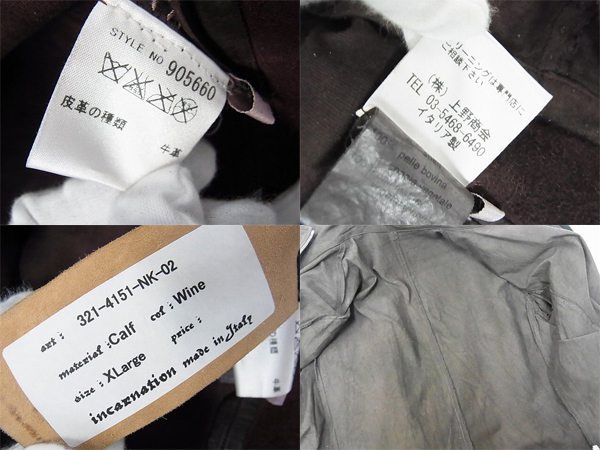 STYLE NO 905660
皮革の種類
牛革
クリーニングは専門店に
ご相談下さい
(株) 上野商会
TEL 03-5468-6490
イタリア製
pelle bovina
art : 321-4151-NK-02
material : Calf col : Wine
size : XLarge price :
incarnation made in Italy
牛革